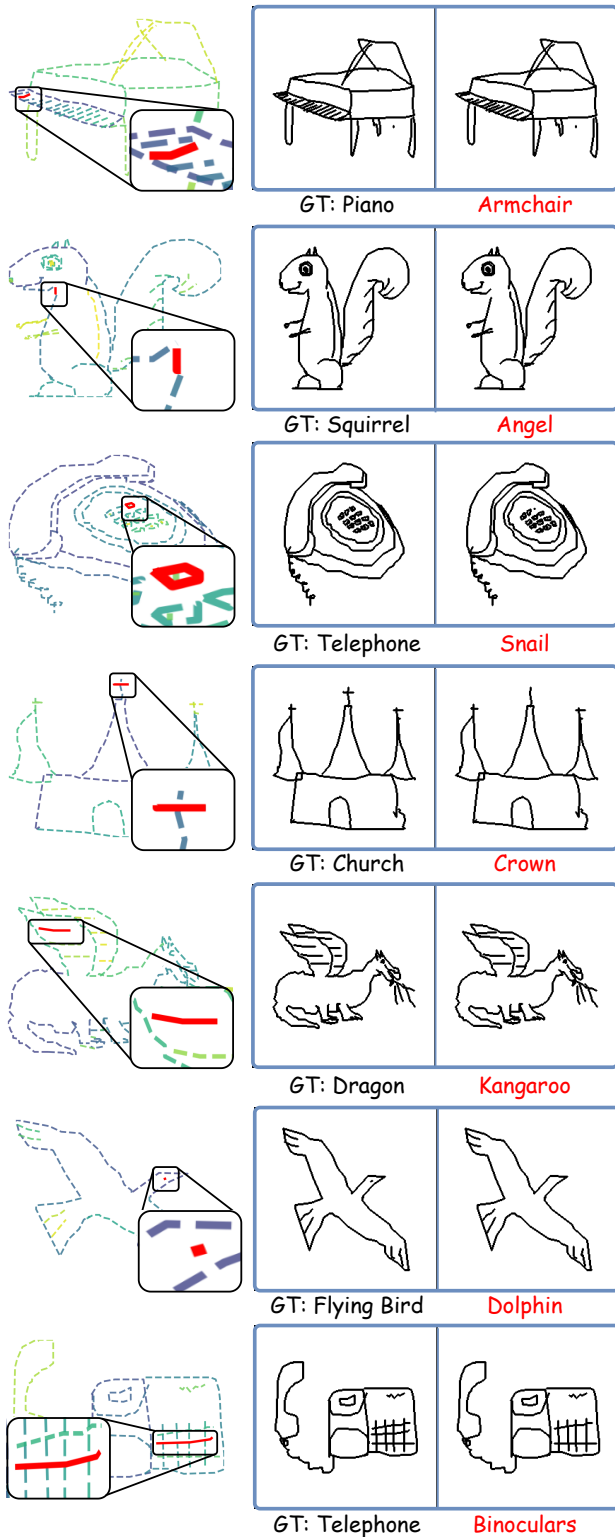 GT: Piano Armchair
GT: Squirrel Angel
GT: Telephone Snail
GT: Church Crown
GT: Dragon Kangaroo
GT: Flying Bird Dolphin
GT: Telephone Binoculars